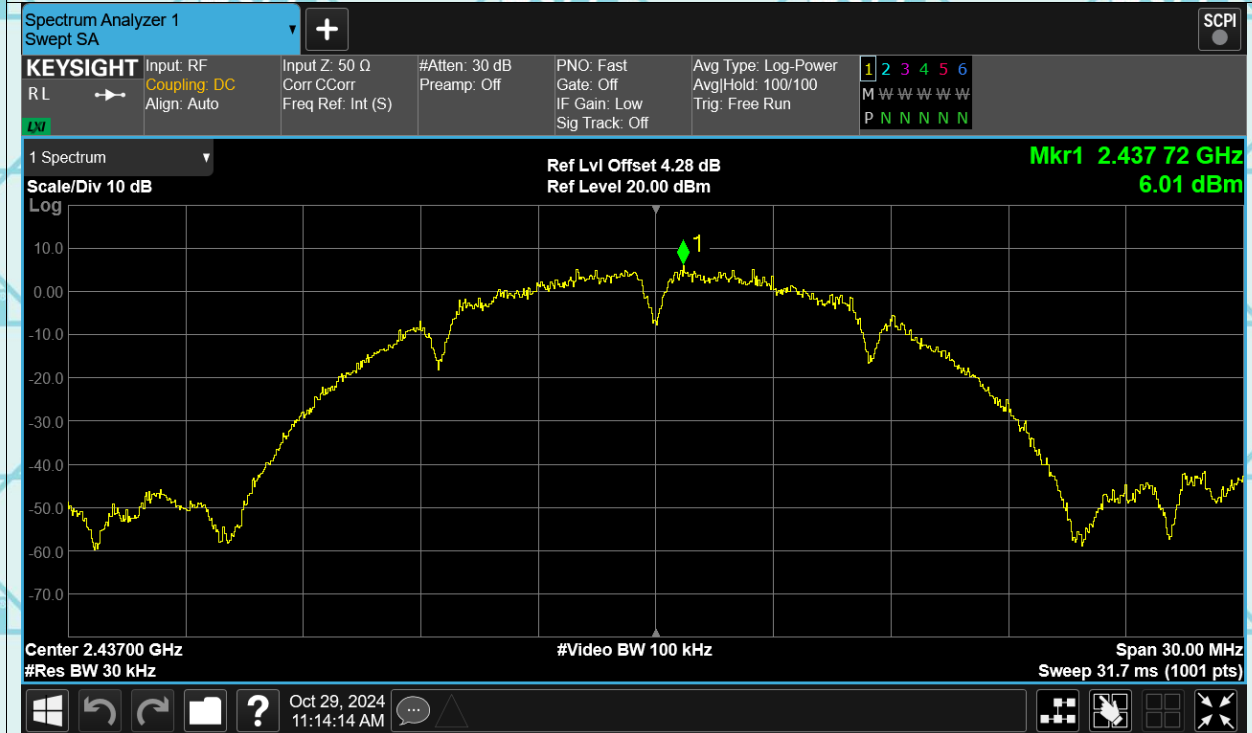 Spectrum Analyzer 1
Swept SA
▼
+
SCPI
KEYSIGHT
RL
LXI
Input: RF
Coupling: DC
Align: Auto
Input Z: 50 Ω
Corr CCorr
Freq Ref: Int (S)
#Atten: 30 dB
Preamp: Off
PNO: Fast
Gate: Off
IF Gain: Low
Sig Track: Off
Avg Type: Log-Power
Avg|Hold: 100/100
Trig: Free Run
1 2 3 4 5 6
M W W W W W W
P N N N N N
1 Spectrum ▼
Scale/Div 10 dB
Log
Ref Lvl Offset 4.28 dB
Ref Level 20.00 dBm
Mkr1 2.437 72 GHz
6.01 dBm
1
10.0
0.00
-10.0
-20.0
-30.0
-40.0
-50.0
-60.0
-70.0
Center 2.43700 GHz
#Res BW 30 kHz
#Video BW 100 kHz
Span 30.00 MHz
Sweep 31.7 ms (1001 pts)
?
Oct 29, 2024
11:14:14 AM